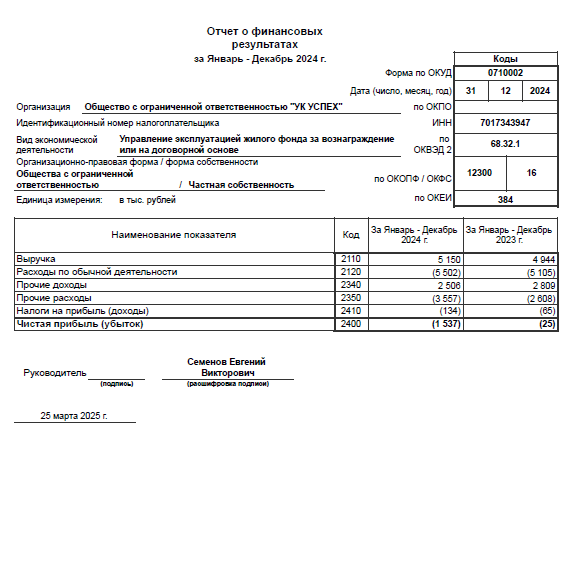 Отчет о финансовых
результатах
за Январь - Декабрь 2024 г.
Коды
Форма по ОКУД 0710002
Дата (число, месяц, год) 31 12 2024
Организация Общество с ограниченной ответственностью "УК УСПЕХ" по ОКПО
Идентификационный номер налогоплательщика ИНН 7017343947
Вид экономической деятельности Управление эксплуатацией жилого фонда за вознаграждение или на договорной основе по ОКВЭД 2 68.32.1
Организационно-правовая форма / форма собственности
Общество с ограниченной ответственностью / Частная собственность по ОКОПФ / ОКФС 12300 16
Единица измерения: в тыс. рублей по ОКЕИ 384
Наименование показателя Код За Январь - Декабрь 2024 г. За Январь - Декабрь 2023 г.
Выручка 2110 5 150 4 944
Расходы по обычной деятельности 2120 (5 502) (5 105)
Прочие доходы 2340 2 506 2 809
Прочие расходы 2350 (3 557) (2 608)
Налоги на прибыль (доходы) 2410 (134) (65)
Чистая прибыль (убыток) 2400 (1 537) (25)
Семенов Евгений
Руководитель Викторович
(подпись) (расшифровка подписи)
25 марта 2025 г.